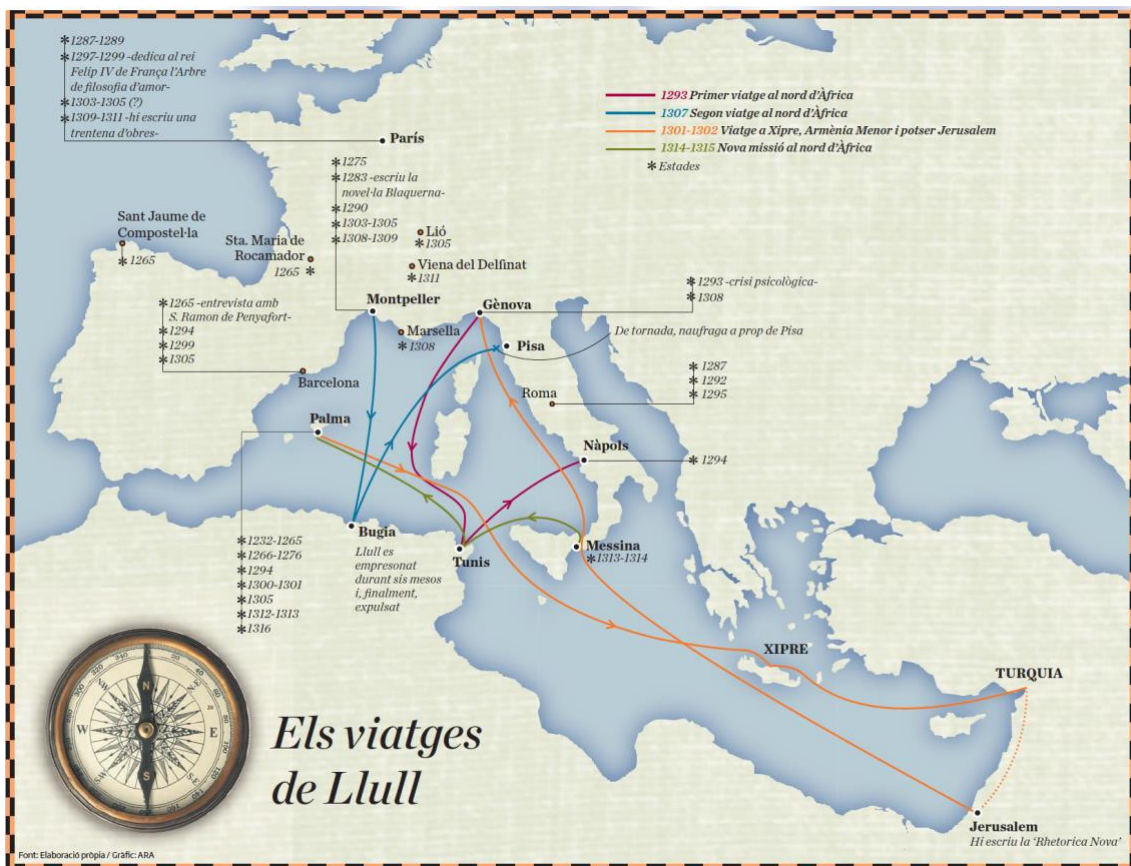 *1287-1289
*1297-1299 -dedica al rei
Felip IV de França l'Arbre
de filosofia d'amor-
*1303-1305 (?)
*1309-1311 -hi escriu una
trentena d'obres-
París
1293 Primer viatge al nord d'Àfrica
1307 Segon viatge al nord d'Àfrica
1301-1302 Viatge a Xipre, Armènia Menor i potser Jerusalem
1314-1315 Nova missió al nord d'Àfrica
*Estades
*1275
*1283 -escriu la
novel·la Blaquerna-
*1290
*1303-1305
*1308-1309
Montpeller
Sant Jaume de
Compostel·la
*1265
Sta. Maria de
Rocamador
1265 *
Lió
*1305
Viena del Delfinat
*1311
*1265 -entrevista amb
S. Ramon de Penyafort-
*1294
*1299
*1305
Barcelona
Marsella
*1308
Gènova
*1293 -crisi psicològica-
*1308
Pisa
De tornada, naufraga a prop de Pisa
Roma
*1287
*1292
*1295
Palma
Nàpols
*1294
*1232-1265
*1266-1276
*1294
*1300-1301
*1305
*1312-1313
*1316
Bugia
Llull es
empresonat
durant sis mesos
i, finalment,
expulsat
Tunis
Messina
*1313-1314
XIPRE
TURQUIA
Jerusalem
Hi escriu la 'Rhetorica Nova'
N
E
S
W
Els viatges
de Llull
Font: Elaboració pròpia / Gràfic: ARA